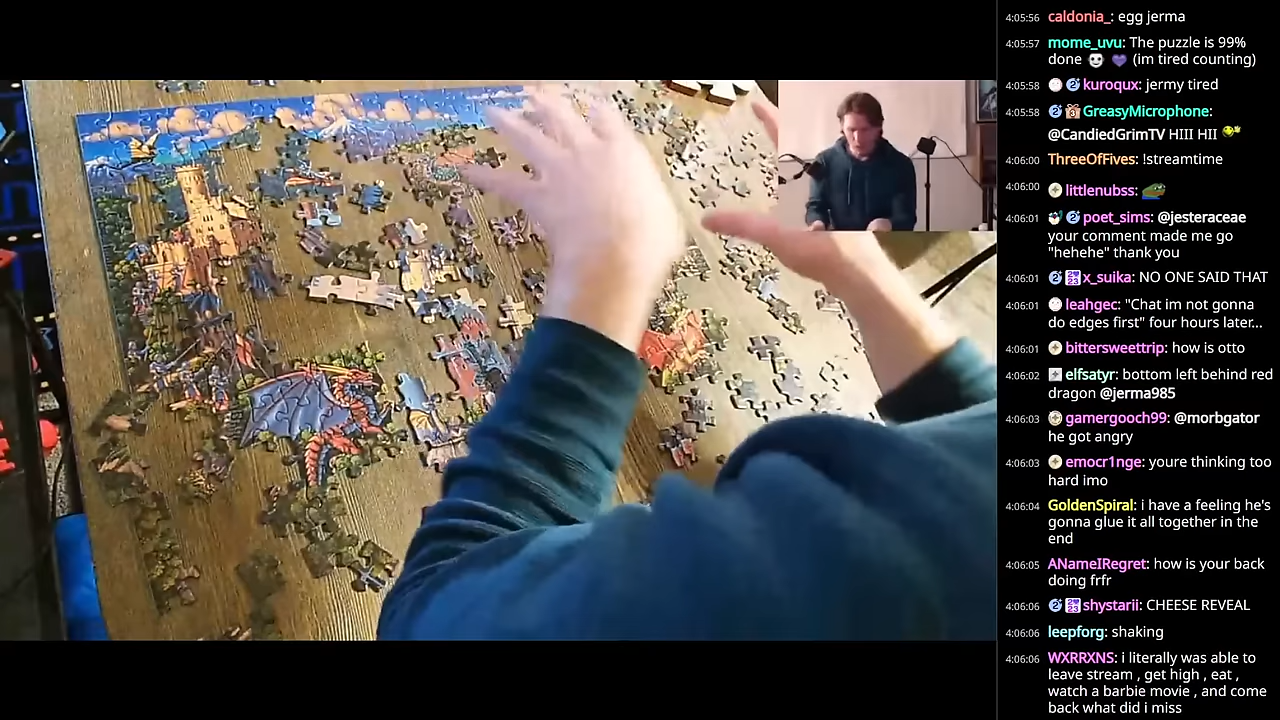 4:05:56 caldonia_: egg jerma
4:05:57 mome_uvu: The puzzle is 99%
done (im tired counting)
4:05:58 kuroqux: jermy tired
4:05:58 GreasyMicrophone:
@CandiedGrimTV HIII HII
4:06:00 ThreeOfFives: !streamtime
4:06:00 littlenubss:
4:06:01 poet_sims: @jesteraceae
your comment made me go
"hehehe" thank you
4:06:01 x_suika: NO ONE SAID THAT
4:06:01 leahgec: "Chat im not gonna
do edges first" four hours later...
4:06:01 bittersweettrip: how is otto
4:06:02 elfsatyr: bottom left behind red
dragon @jerma985
4:06:03 gamergooch99: @morbgator
he got angry
4:06:03 emocr1nge: youre thinking too
hard imo
4:06:04 GoldenSpiral: i have a feeling he's
gonna glue it all together in the
end
4:06:05 ANameIRegret: how is your back
doing frfr
4:06:06 shystarii: CHEESE REVEAL
4:06:06 leepforg: shaking
4:06:06 WXRRXNS: i literally was able to
leave stream , get high , eat ,
watch a barbie movie , and come
back what did i miss